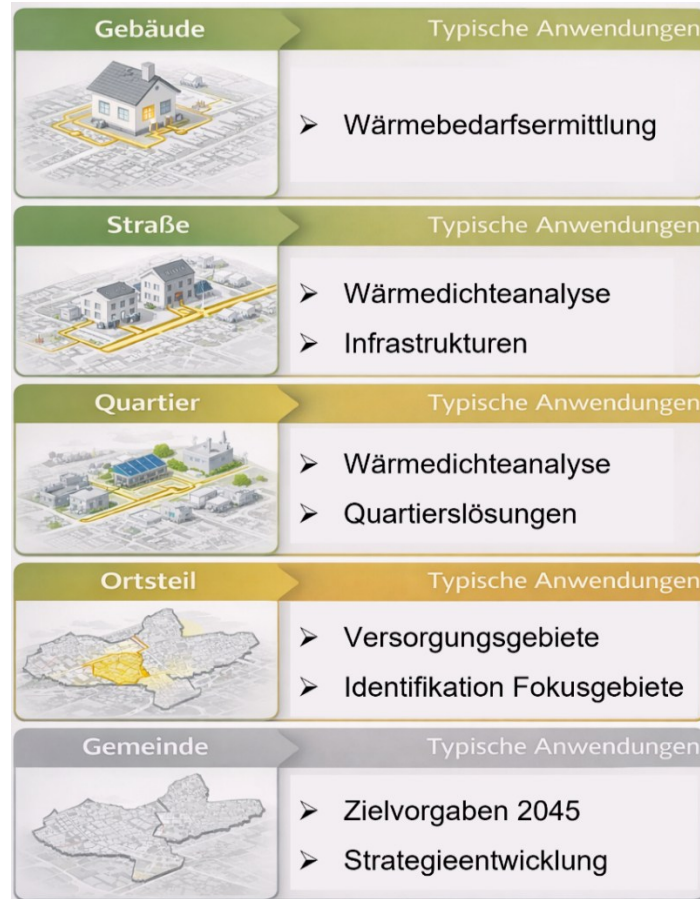 Gebäude
Typische Anwendungen
➢ Wärmebedarfsermittlung
Straße
Typische Anwendungen
➢ Wärmedichteanalyse
➢ Infrastrukturen
Quartier
Typische Anwendungen
➢ Wärmedichteanalyse
➢ Quartierslösungen
Ortsteil
Typische Anwendungen
➢ Versorgungsgebiete
➢ Identifikation Fokusgebiete
Gemeinde
Typische Anwendungen
➢ Zielvorgaben 2045
➢ Strategieentwicklung